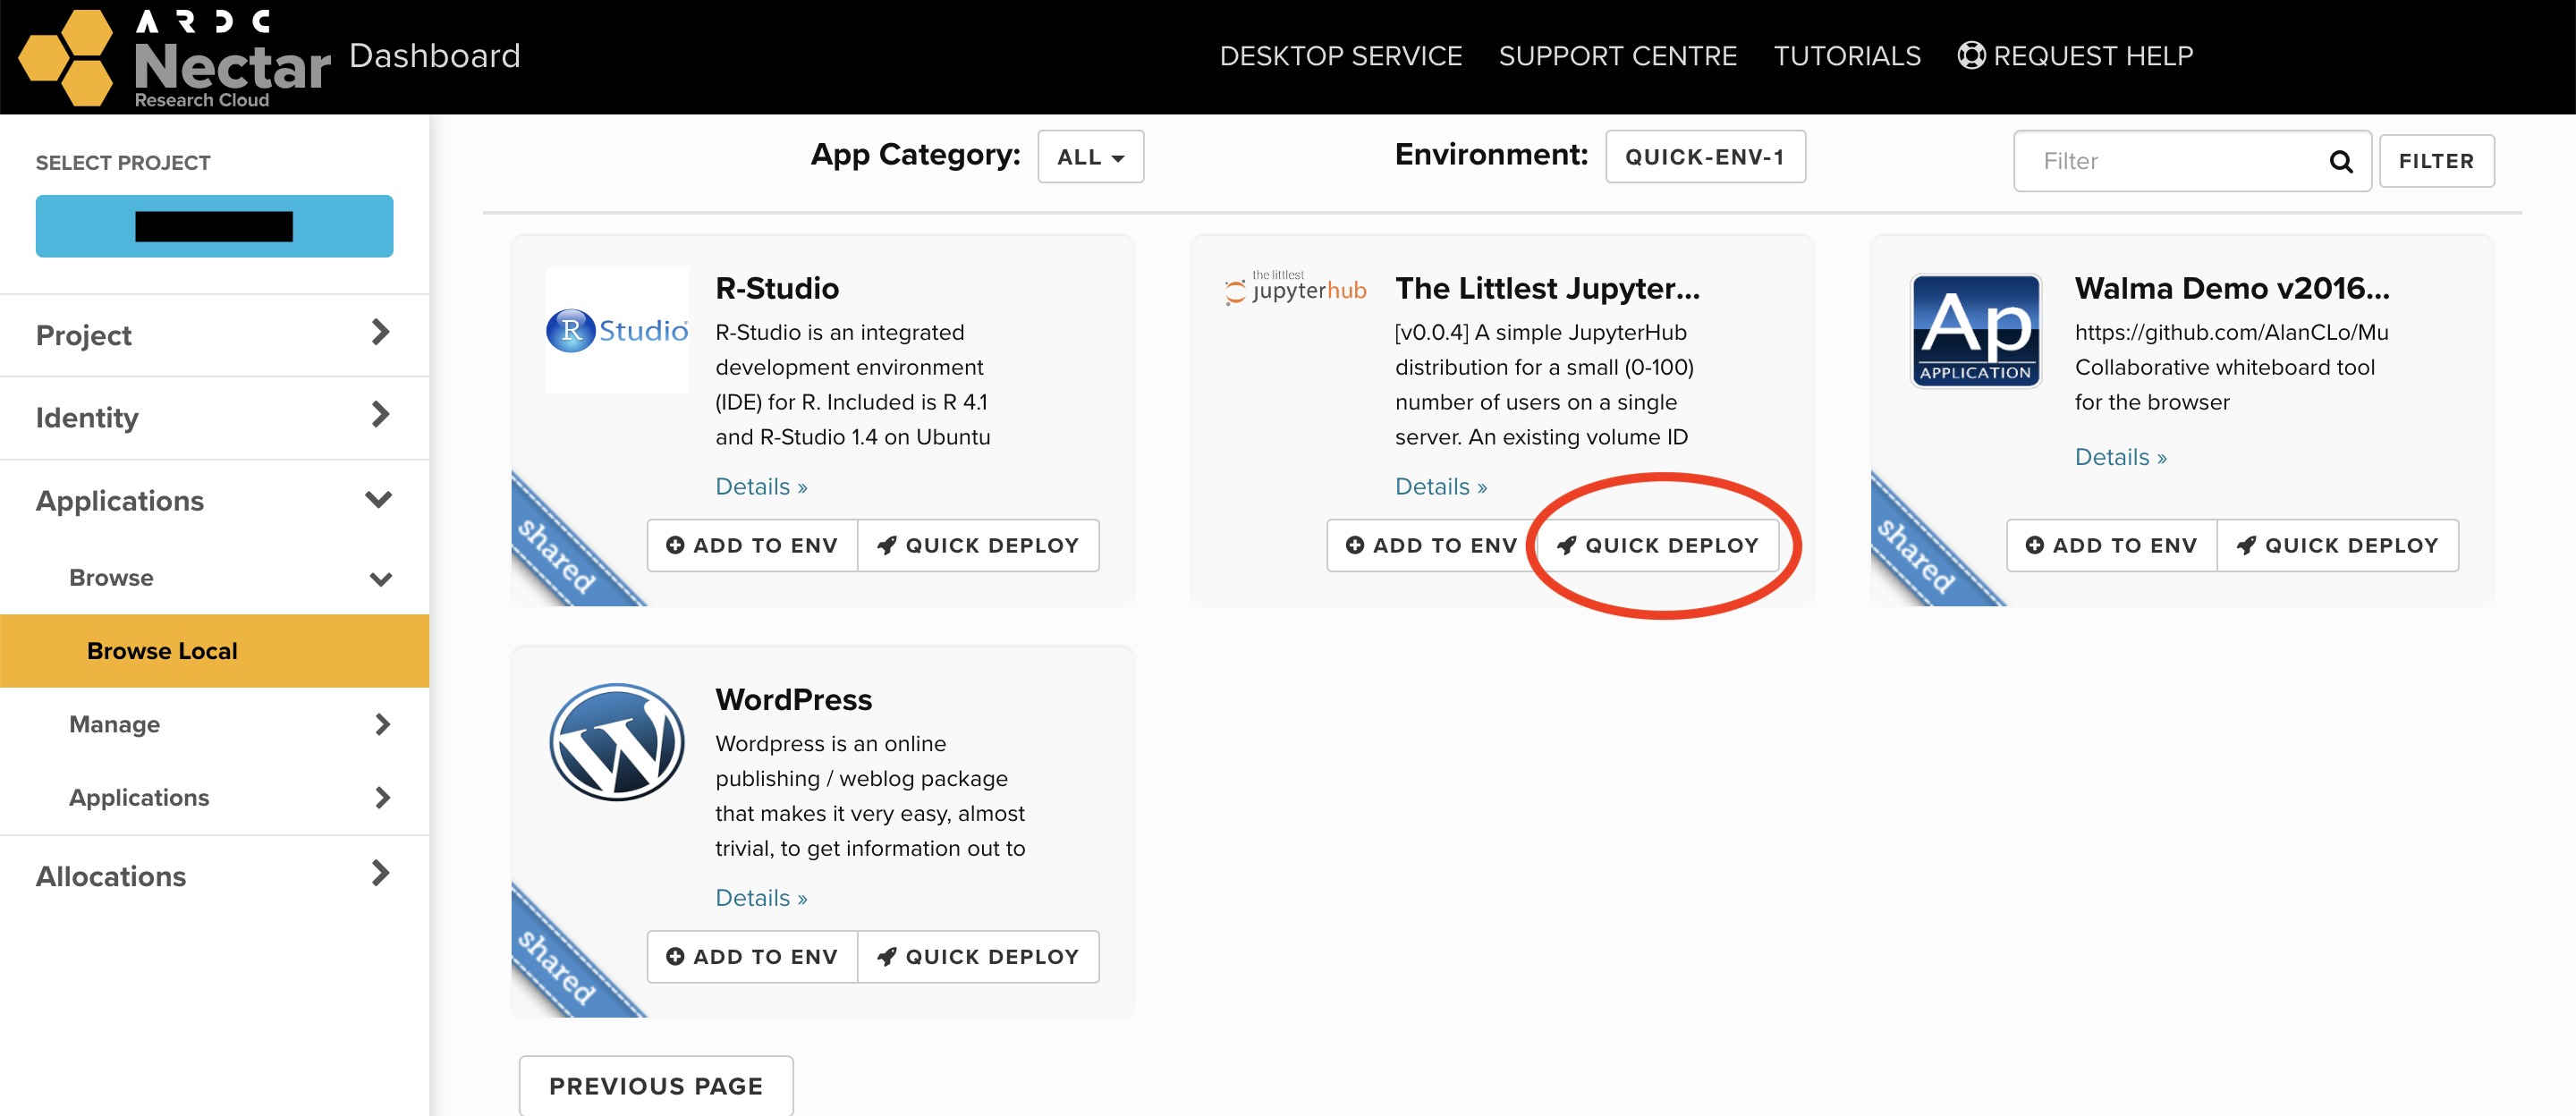 ARDC
Nectar
Research Cloud
Dashboard
DESKTOP SERVICE
SUPPORT CENTRE
TUTORIALS
REQUEST HELP
SELECT PROJECT
Project
Identity
Applications
Browse
Browse Local
Manage
Applications
Allocations
App Category:
ALL
Environment:
QUICK-ENV-1
Filter
FILTER
R Studio
R-Studio
R-Studio is an integrated
development environment
(IDE) for R. Included is R 4.1
and R-Studio 1.4 on Ubuntu
Details »
shared
ADD TO ENV
QUICK DEPLOY
the littlest
jupyterhub
The Littlest Jupyter...
[v0.0.4] A simple JupyterHub
distribution for a small (0-100)
number of users on a single
server. An existing volume ID
Details »
ADD TO ENV
QUICK DEPLOY
Ap
APPLICATION
Walma Demo v2016...
https://github.com/AlanCLo/Mu
Collaborative whiteboard tool
for the browser
Details »
shared
ADD TO ENV
QUICK DEPLOY
W
WordPress
Wordpress is an online
publishing / weblog package
that makes it very easy, almost
trivial, to get information out to
Details »
shared
ADD TO ENV
QUICK DEPLOY
PREVIOUS PAGE